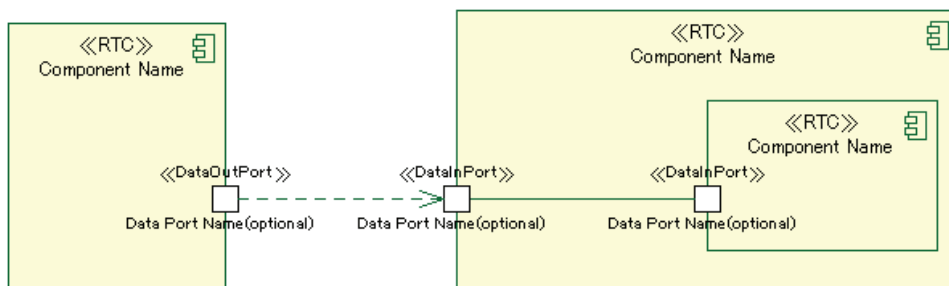 ≪RTC≫
Component Name
≪RTC≫
Component Name
≪RTC≫
Component Name
≪DataOutPort≫
≪DataInPort≫
≪DataInPort≫
Data Port Name(optional)
Data Port Name(optional)
Data Port Name(optional)